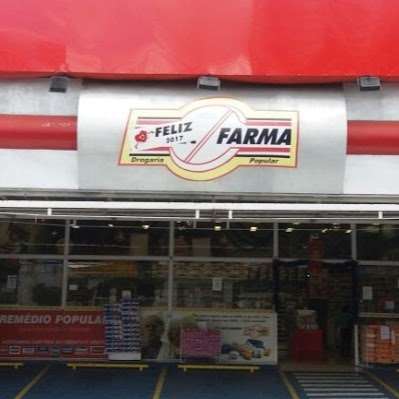 FELIZ
2017
FARMA
Drogaria Popular
REMÉDIO POPULAR